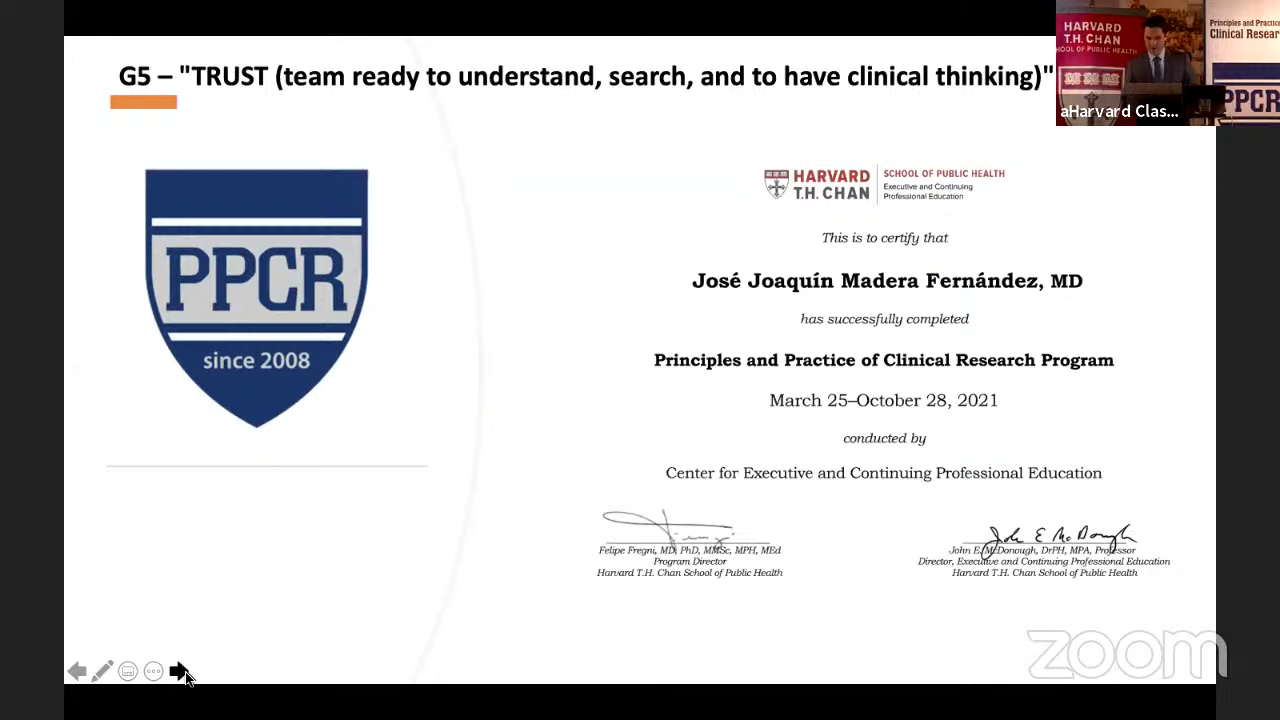 G5 – "TRUST (team ready to understand, search, and to have clinical thinking)"
HARVARD
T.H. CHAN
SCHOOL OF PUBLIC HEALTH
aHarvard Clas...
Principles and Practice
Clinical Resear
PPCR
PPCR
since 2008
HARVARD
T.H. CHAN
SCHOOL OF PUBLIC HEALTH
Executive and Continuing
Professional Education
This is to certify that
José Joaquín Madera Fernández, MD
has successfully completed
Principles and Practice of Clinical Research Program
March 25–October 28, 2021
conducted by
Center for Executive and Continuing Professional Education
Felipe Fregni, MD, PhD, MMSc, MPH, MEd
Program Director
Harvard T.H. Chan School of Public Health
John E McDonough
John E. McDonough, DrPH, MPA, Professor
Director, Executive and Continuing Professional Education
Harvard T.H. Chan School of Public Health
zoom